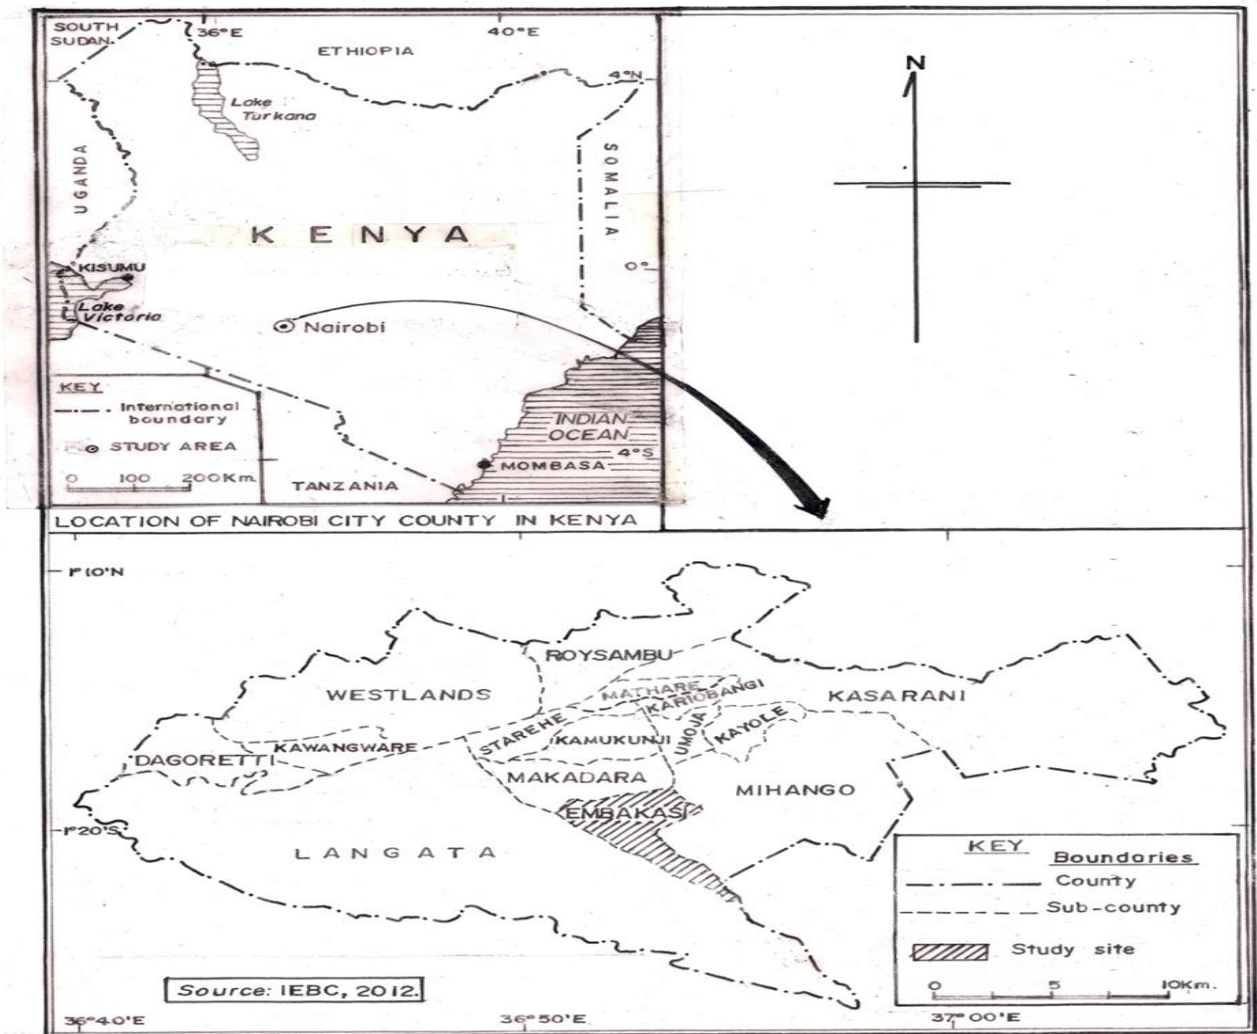 SOUTH
SUDAN
36°E
40°E
ETHIOPIA
4°N
Lake
Turkana
UGANDA
SOMALIA
KENYA
KISUMU
0°
Lake
Victoria
Nairobi
KEY
International
boundary
STUDY AREA
0 100 200Km.
INDIAN
OCEAN
4°S
MOMBASA
TANZANIA
LOCATION OF NAIROBI CITY COUNTY IN KENYA
N
1°10'N
ROYSAMBU
WESTLANDS
MATHARE
KARIOBANGI
KASARANI
STAREHE
KAMUKUNJI
UMOJA
KAYOLE
KAWANGWARE
DAGORETTI
MAKADARA
MIHANGO
EMBAKASI
1°20'S
LANGATA
KEY
Boundaries
County
Sub-county
Study site
0 5 10Km.
Source: IEBC, 2012.
36°40'E
36°50'E
37°00'E